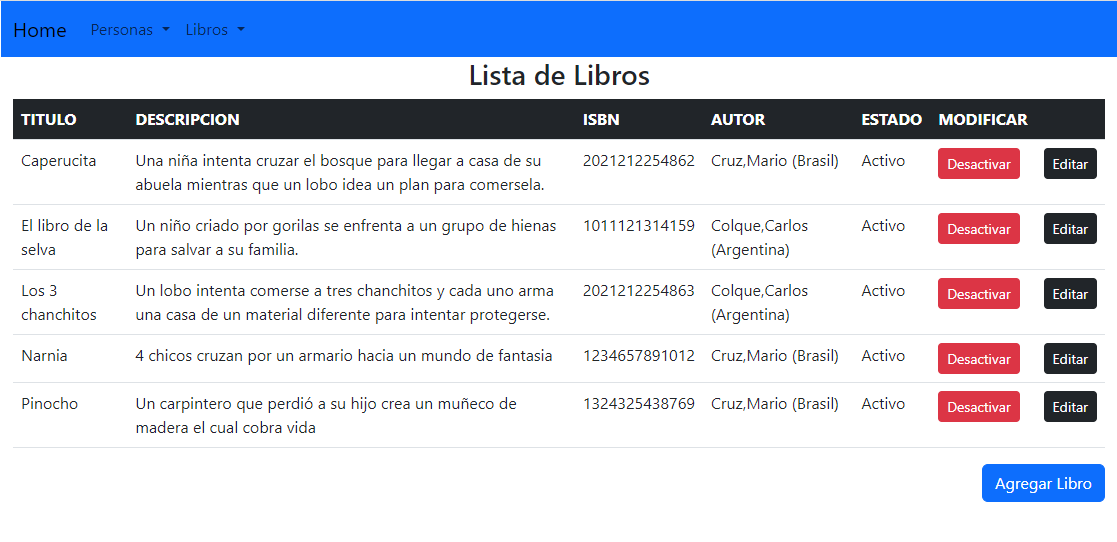 Home Personas Libros
Lista de Libros
TITULO DESCRIPCION ISBN AUTOR ESTADO MODIFICAR
Caperucita Una niña intenta cruzar el bosque para llegar a casa de su 2021212254862 Cruz,Mario (Brasil) Activo Desactivar Editar
abuela mientras que un lobo idea un plan para comersela.
El libro de la Un niño criado por gorilas se enfrenta a un grupo de hienas 1011121314159 Colque,Carlos Activo Desactivar Editar
selva para salvar a su familia. (Argentina)
Los 3 Un lobo intenta comerse a tres chanchitos y cada uno arma 2021212254863 Colque,Carlos Activo Desactivar Editar
chanchitos una casa de un material diferente para intentar protegerse. (Argentina)
Narnia 4 chicos cruzan por un armario hacia un mundo de fantasia 1234657891012 Cruz,Mario (Brasil) Activo Desactivar Editar
Pinocho Un carpintero que perdió a su hijo crea un muñeco de 1324325438769 Cruz,Mario (Brasil) Activo Desactivar Editar
madera el cual cobra vida
Agregar Libro